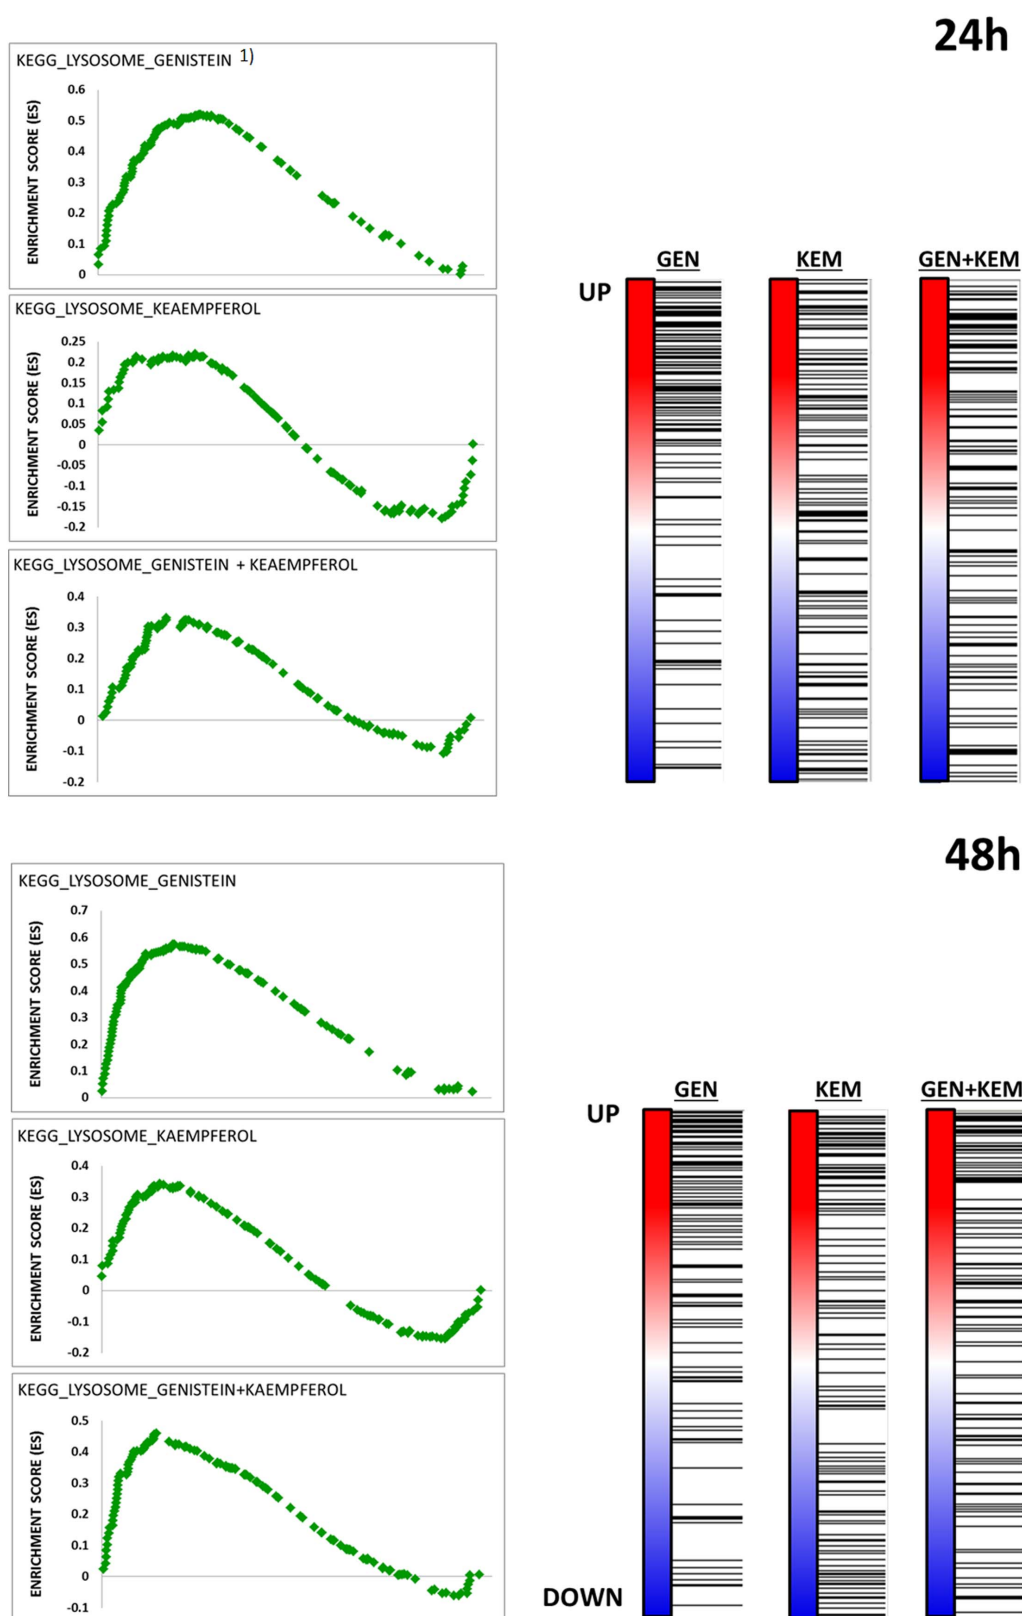 24h
KEGG_LYSOSOME_GENISTEIN 1)
ENRICHMENT SCORE (ES)
0.6
0.5
0.4
0.3
0.2
0.1
0
KEGG_LYSOSOME_KEAEMPFEROL
ENRICHMENT SCORE (ES)
0.25
0.2
0.15
0.1
0.05
0
-0.05
-0.1
-0.15
-0.2
KEGG_LYSOSOME_GENISTEIN + KEAEMPFEROL
ENRICHMENT SCORE (ES)
0.4
0.3
0.2
0.1
0
-0.1
-0.2
GEN KEM GEN+KEM
UP
48h
KEGG_LYSOSOME_GENISTEIN
ENRICHMENT SCORE (ES)
0.7
0.6
0.5
0.4
0.3
0.2
0.1
0
KEGG_LYSOSOME_KAEMPFEROL
ENRICHMENT SCORE (ES)
0.4
0.3
0.2
0.1
0
-0.1
-0.2
KEGG_LYSOSOME_GENISTEIN+KAEMPFEROL
ENRICHMENT SCORE (ES)
0.5
0.4
0.3
0.2
0.1
0
-0.1
GEN KEM GEN+KEM
UP
DOWN